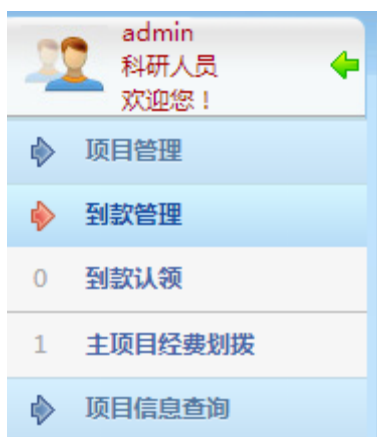 admin
科研人员
欢迎您！
项目管理
到款管理
0 到款认领
1 主项目经费划拨
项目信息查询